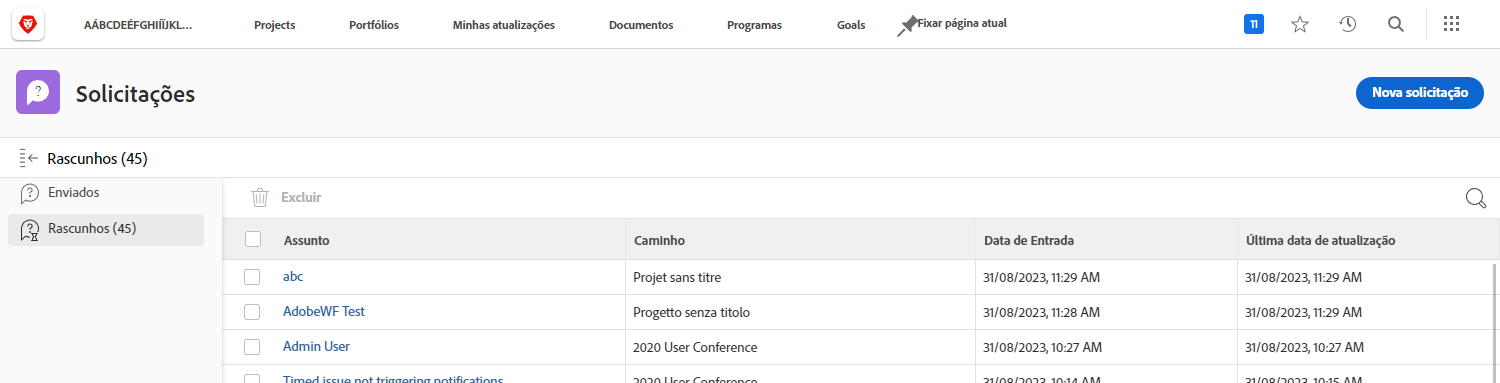 AÁBCDEÉFGHIÍÏJKL... Projects Portfólios Minhas atualizações Documentos Programas Goals Fixar página atual 11
Solicitações Nova solicitação
Rascunhos (45)
Enviados
Rascunhos (45)
Excluir
Assunto Caminho Data de Entrada Última data de atualização
abc Projet sans titre 31/08/2023, 11:29 AM 31/08/2023, 11:29 AM
AdobeWF Test Progetto senza titolo 31/08/2023, 11:28 AM 31/08/2023, 11:29 AM
Admin User 2020 User Conference 31/08/2023, 10:27 AM 31/08/2023, 10:27 AM
Timed issue not triggering notifications 2020 User Conference 31/08/2023, 10:14 AM 31/08/2023, 10:15 AM